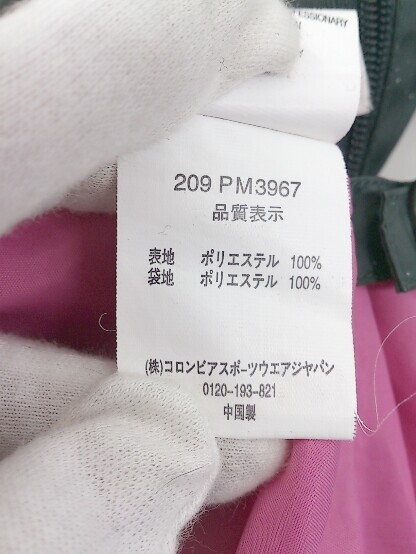 209 PM3967
品質表示
表地 ポリエステル 100%
袋地 ポリエステル 100%
(株)コロンビアスポーツウエアジャパン
0120-193-821
中国製